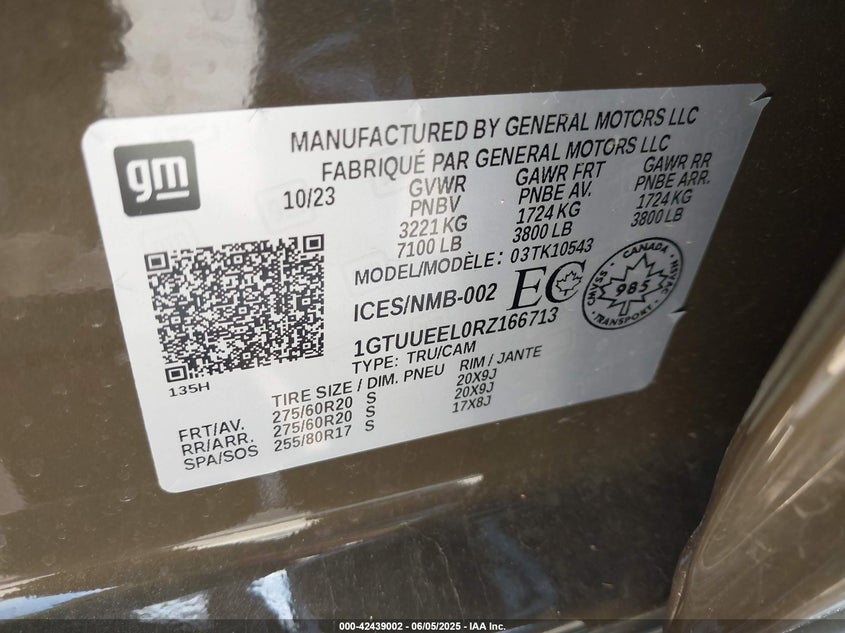 gm
MANUFACTURED BY GENERAL MOTORS LLC
FABRIQUÉ PAR GENERAL MOTORS LLC
10/23
GVWR GAWR FRT GAWR RR
PNBV PNBE AV. PNBE ARR.
3221 KG 1724 KG 1724 KG
7100 LB 3800 LB 3800 LB
MODEL/MODÈLE: 03TK10543
ICES/NMB-002 EC
CANADA
985
TRANSPORT
1GTUUEEL0RZ166713
TYPE: TRU/CAM
135H
TIRE SIZE / DIM. PNEU RIM / JANTE
FRT/AV. 275/60R20 S 20X9J
RR/ARR. 275/60R20 S 20X9J
SPA/SOS 255/80R17 S 17X8J
000-42439002 - 06/05/2025 - IAA Inc.